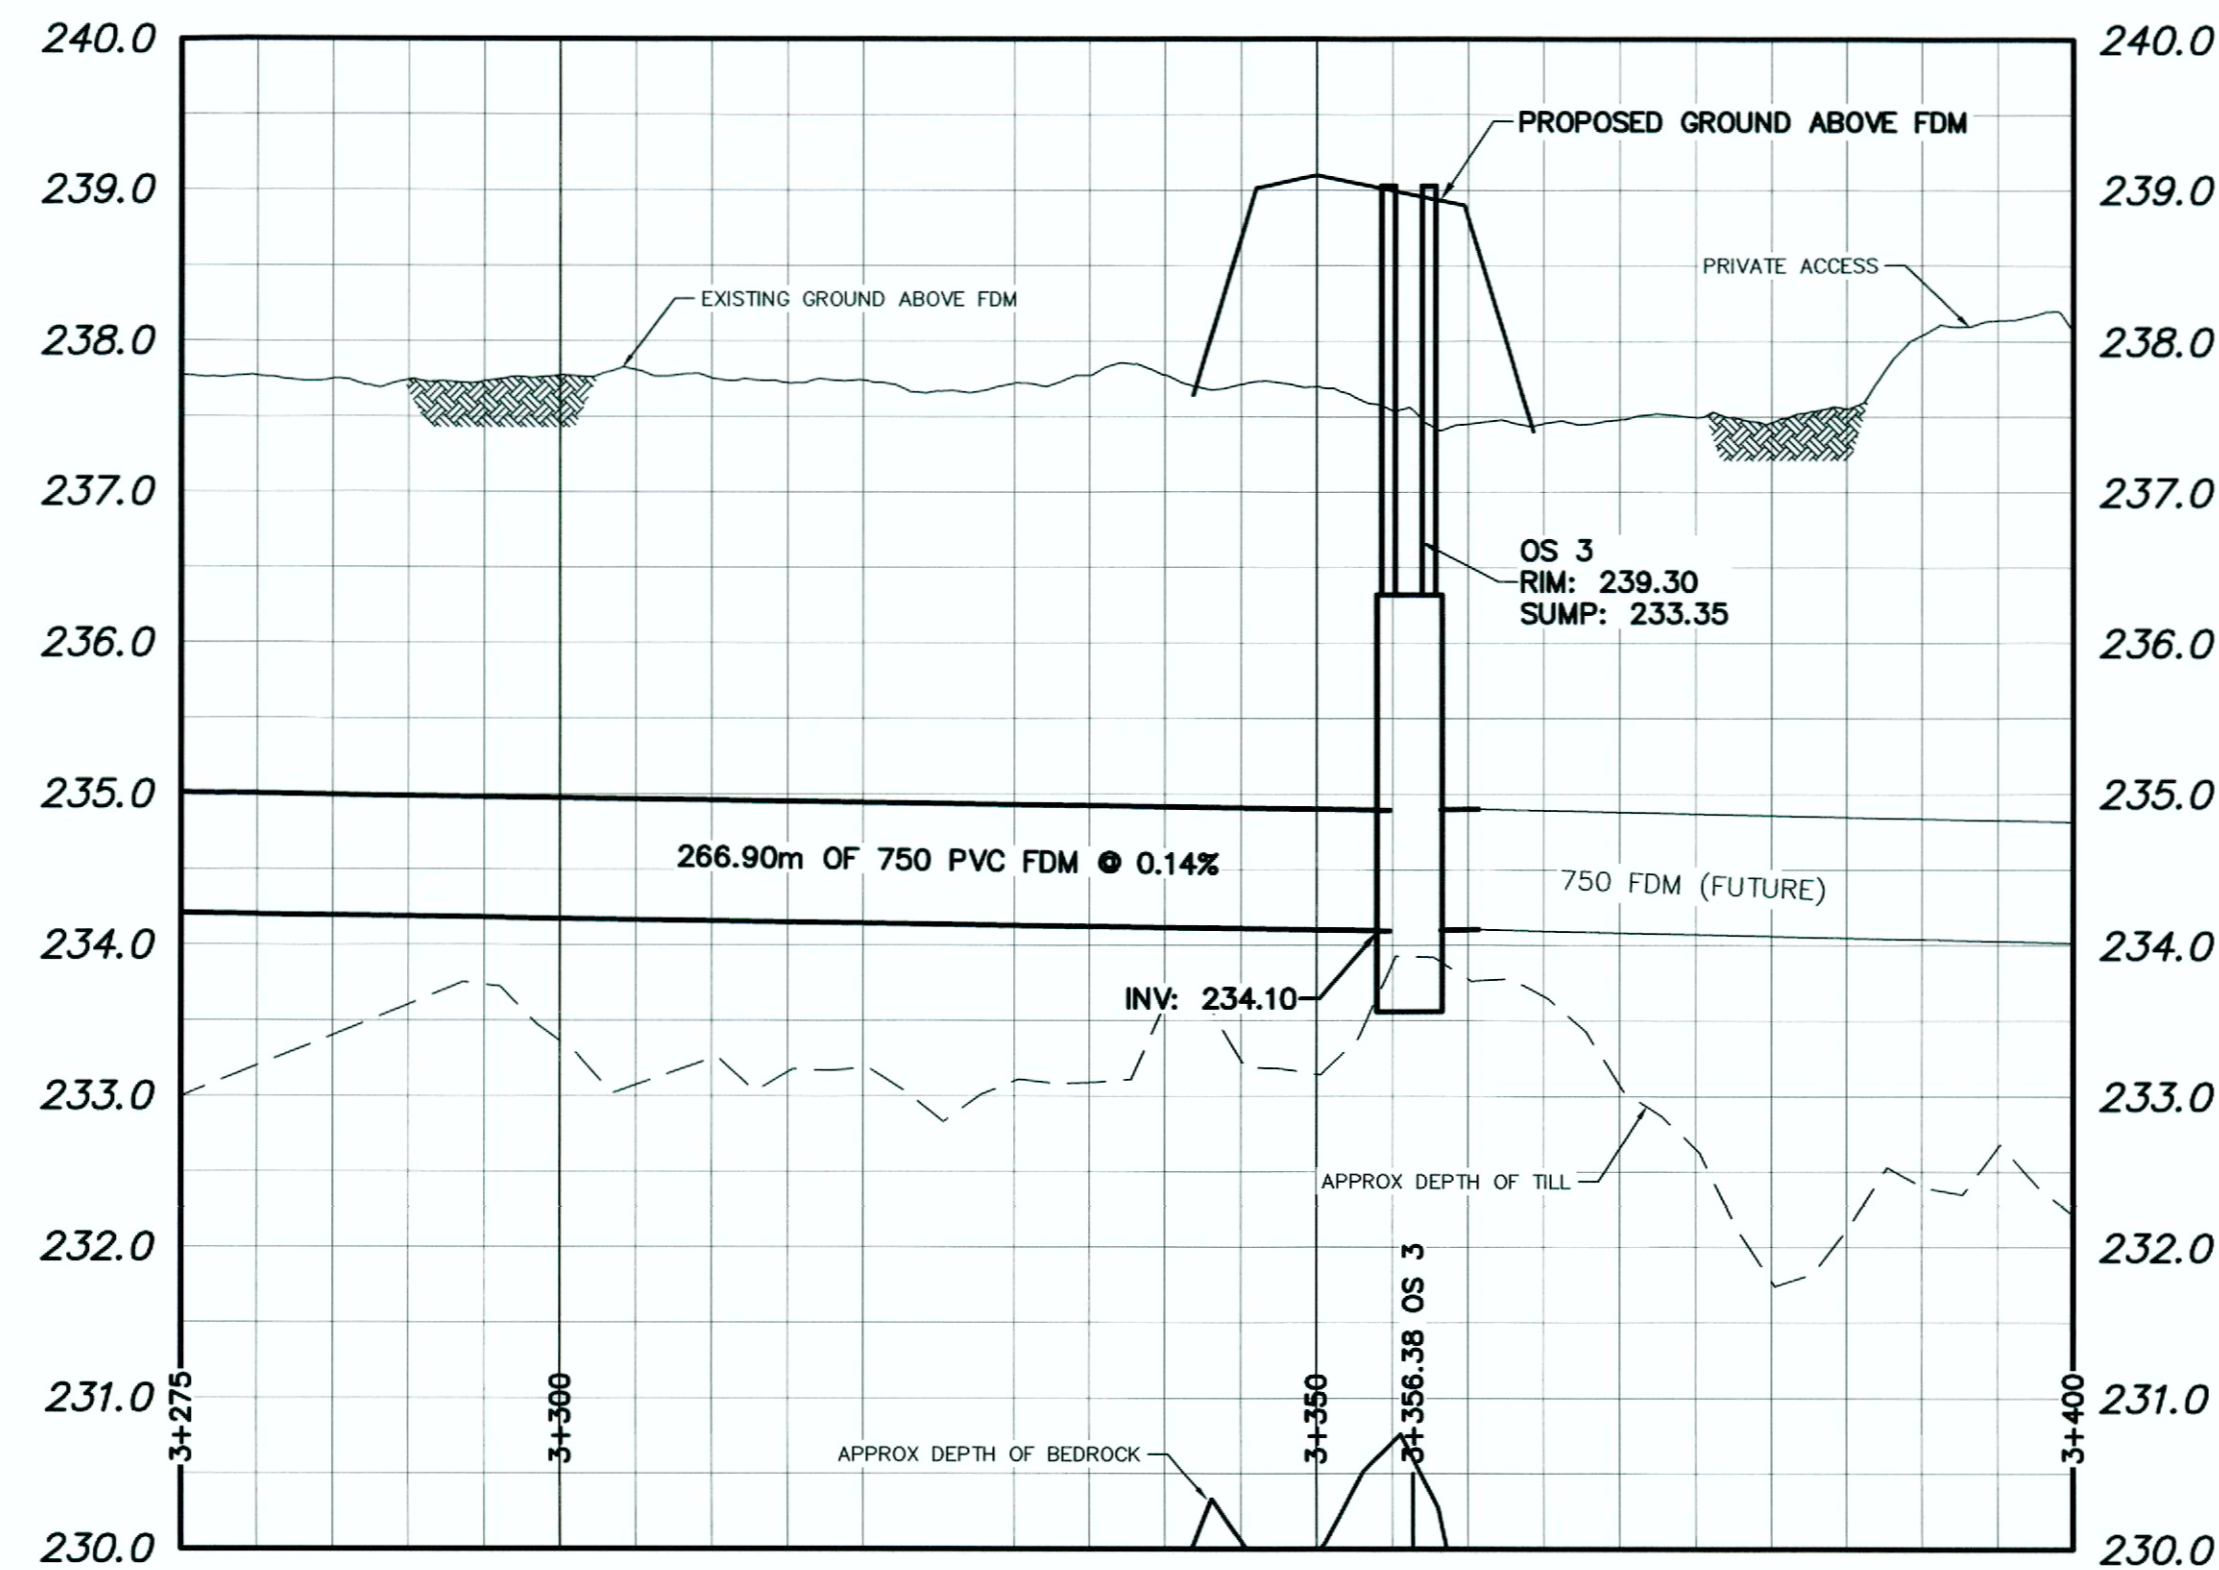 240.0 240.0
PROPOSED GROUND ABOVE FDM
239.0 239.0
PRIVATE ACCESS
EXISTING GROUND ABOVE FDM
238.0 238.0
237.0 237.0
OS 3
RIM: 239.30
SUMP: 233.35
236.0 236.0
235.0 235.0
266.90m OF 750 PVC FDM @ 0.14%
750 FDM (FUTURE)
234.0 234.0
INV: 234.10
233.0 233.0
APPROX DEPTH OF TILL
232.0 232.0
231.0 231.0
3+275
3+300
3+350
3+356.38 OS 3
3+400
APPROX DEPTH OF BEDROCK
230.0 230.0